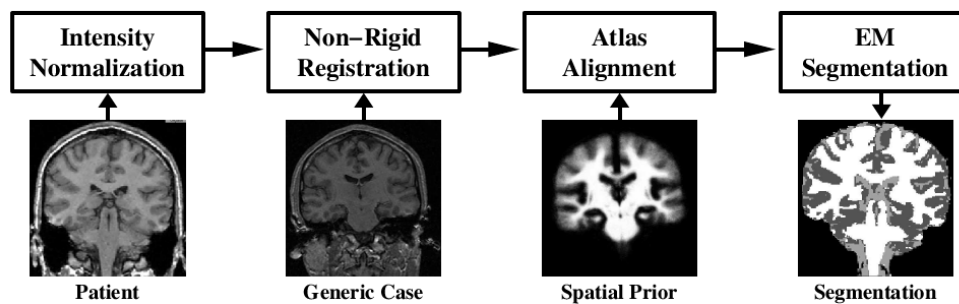 Intensity
Normalization
Non−Rigid
Registration
Atlas
Alignment
EM
Segmentation
Patient
Generic Case
Spatial Prior
Segmentation